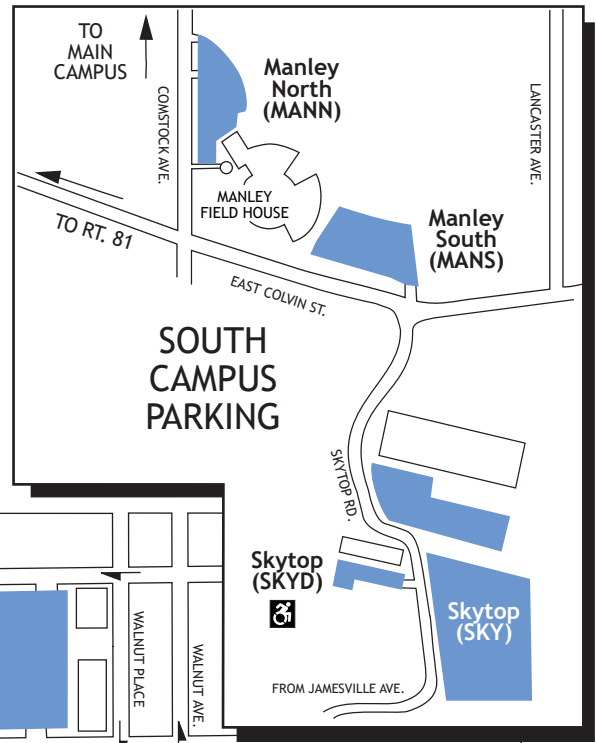 TO
MAIN
CAMPUS
COMSTOCK AVE.
Manley
North
(MANN)
LANCASTER AVE.
MANLEY
FIELD HOUSE
TO RT. 81
Manley
South
(MANS)
EAST COLVIN ST.
SOUTH
CAMPUS
PARKING
SKYTOP RD.
Skytop
(SKYD)
Skytop
(SKY)
WALNUT PLACE
WALNUT AVE.
FROM JAMESVILLE AVE.